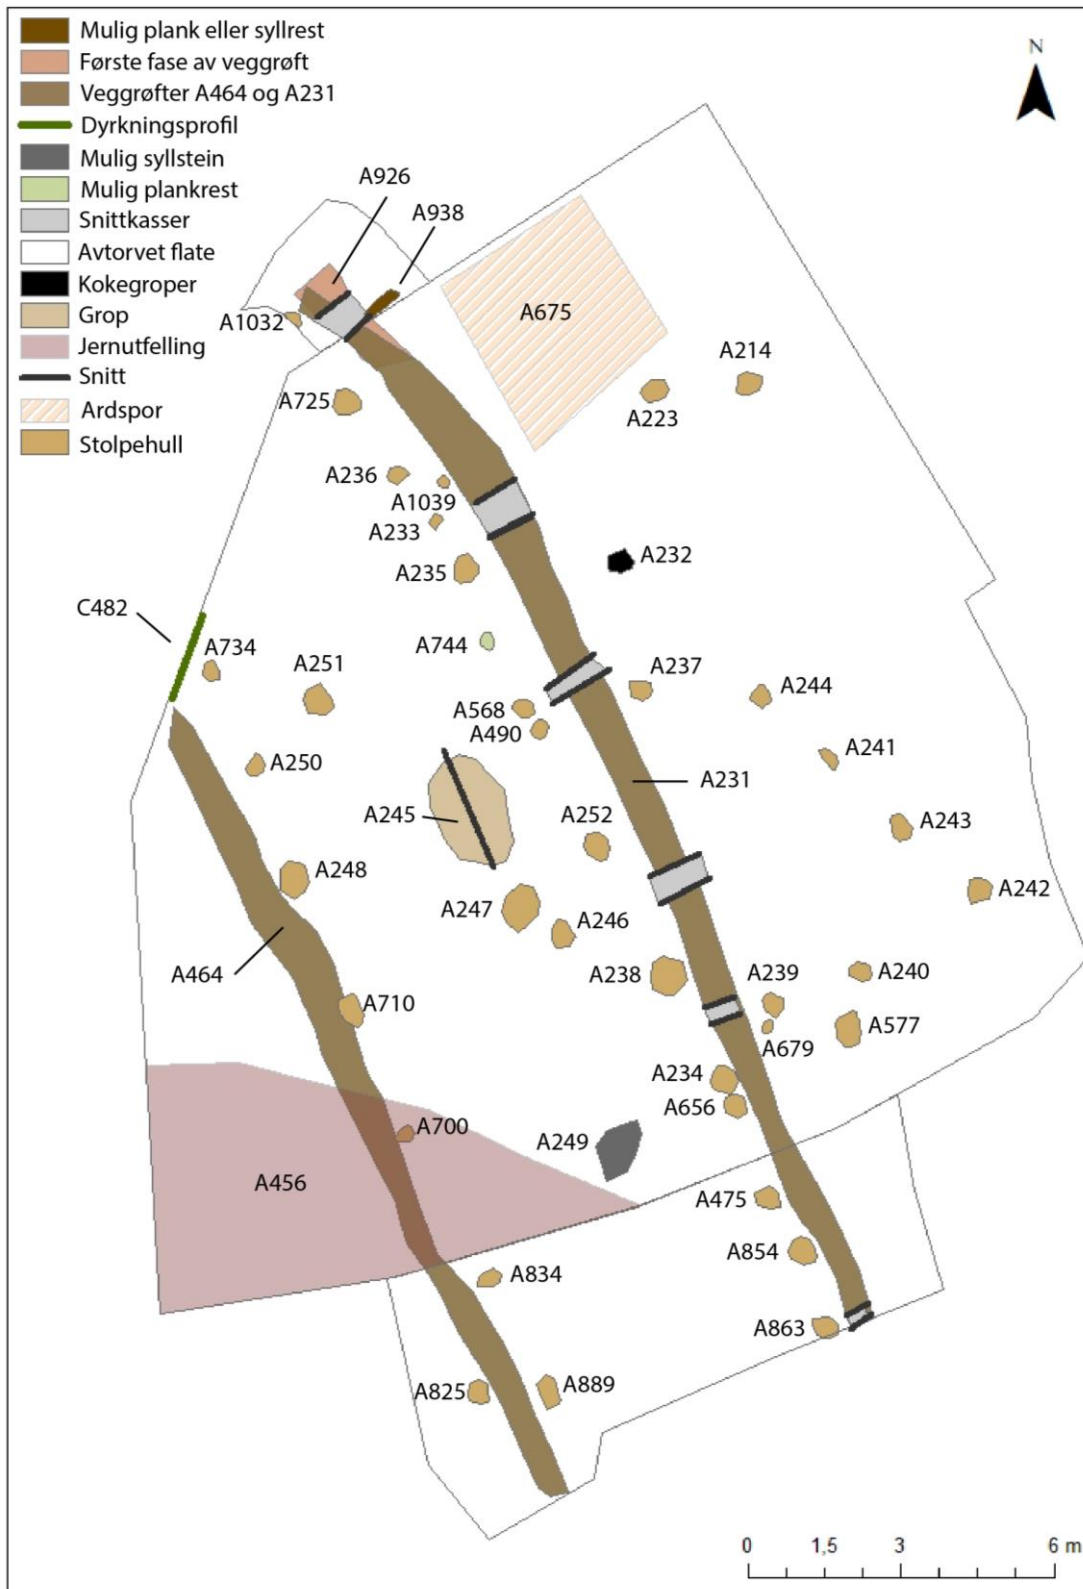 Mulig plank eller syllrest
Første fase av veggrøft
Veggrøfter A464 og A231
Dyrkningsprofil
Mulig syllstein
Mulig plankrest
Snittkasser
Avtorvet flate
Kokegroper
Grop
Jernutfelling
Snitt
Ardspor
Stolpehull
N
A926
A938
A1032
A675
A214
A725
A223
A236
A1039
A233
A235
A232
C482
A734
A744
A251
A237
A244
A568
A490
A250
A241
A231
A245
A252
A243
A248
A242
A247
A246
A464
A238
A239
A240
A710
A577
A679
A234
A656
A700
A249
A456
A475
A854
A834
A863
A825
A889
0 1,5 3 6 m